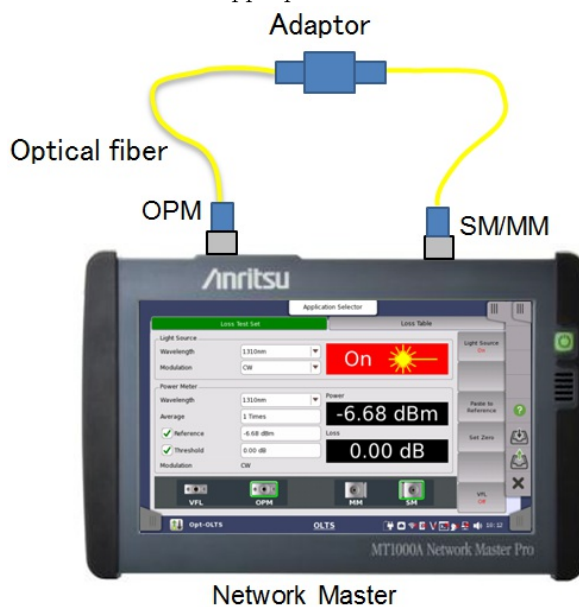 Adaptor
Optical fiber
OPM
SM/MM
Anritsu
Application Selector
Loss Test Set
Loss Table
Light Source
Wavelength
1310nm
Modulation
CW
On
Light Source
On
Power Meter
Wavelength
1310nm
Average
1 Times
Reference
-6.68 dBm
Threshold
0.00 dB
Modulation
CW
Power
-6.68 dBm
Loss
0.00 dB
Paste to
Reference
Set Zero
VFL
Off
VFL
OPM
MM
SM
Opt-OLTS
OLTS
10:12
MT1000A Network Master Pro
Network Master